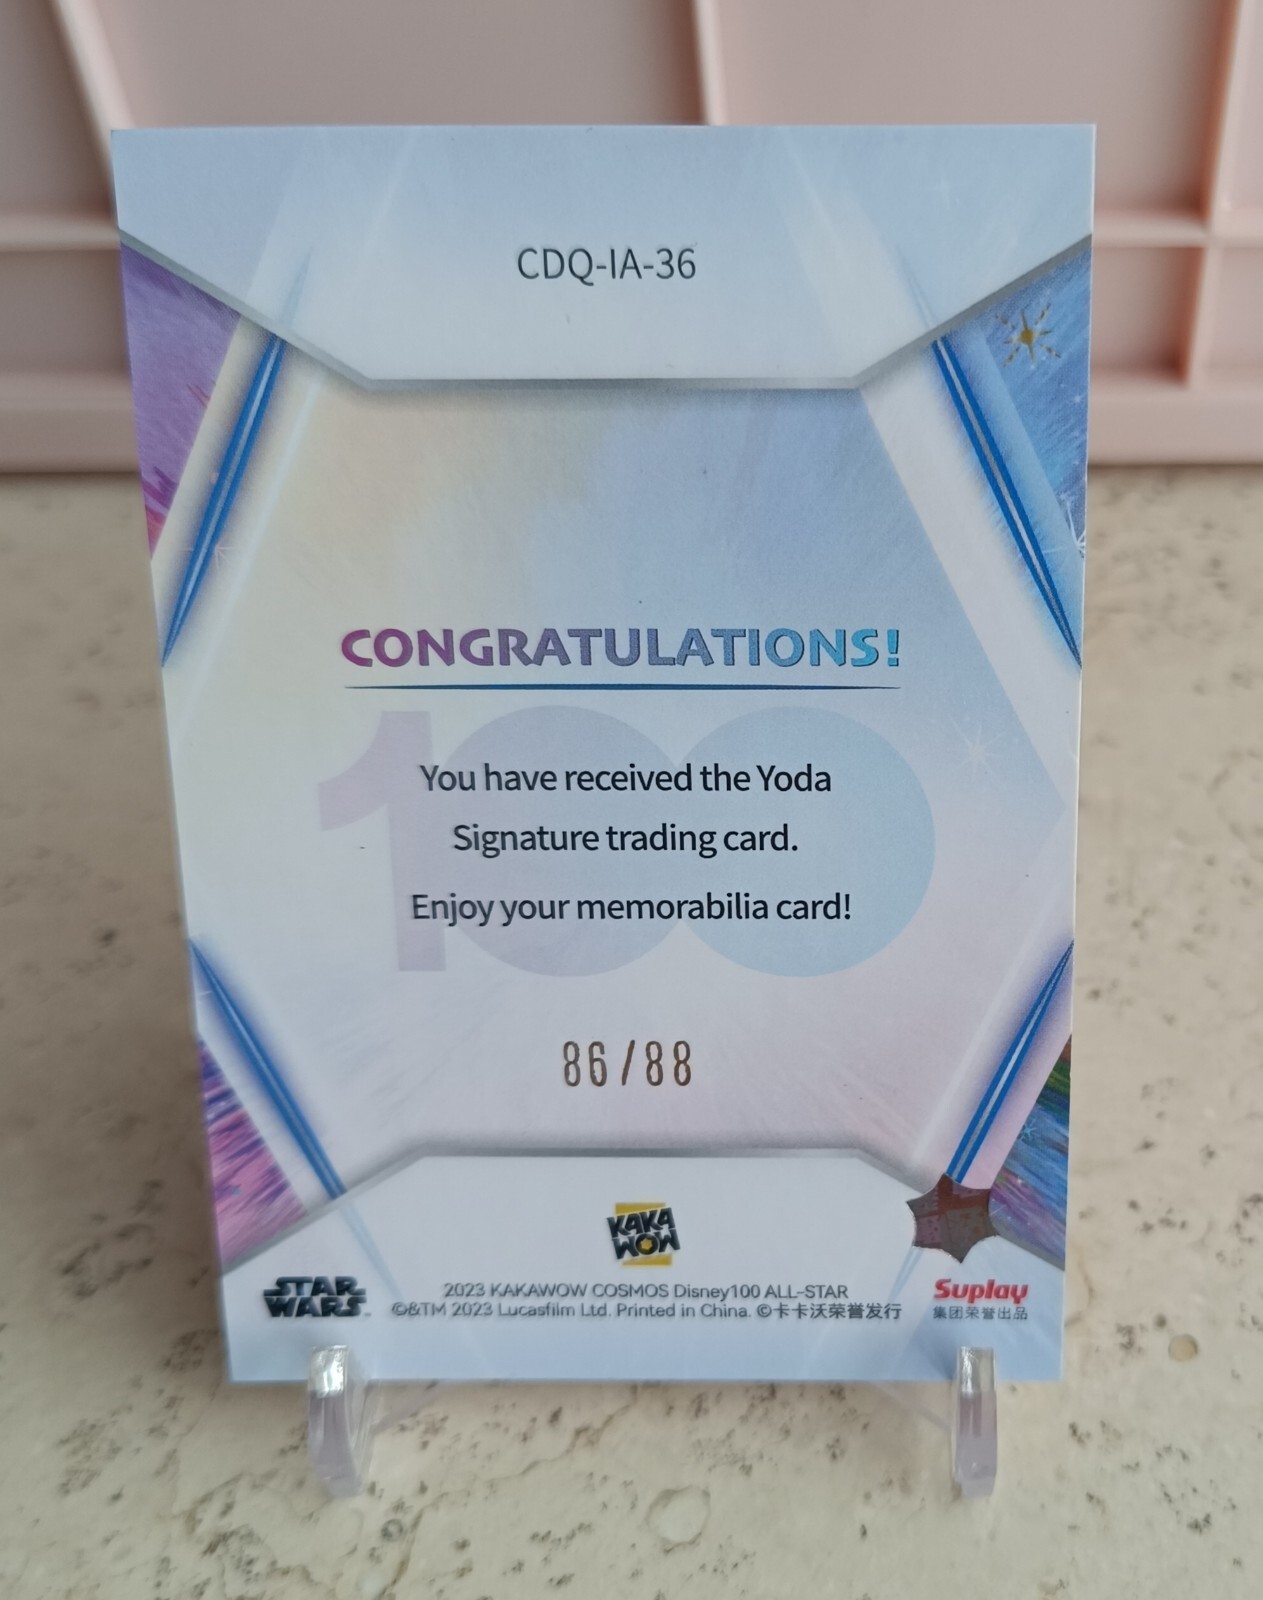 CDQ-IA-36
CONGRATULATIONS!
100
You have received the Yoda
Signature trading card.
Enjoy your memorabilia card!
86/88
KAKA
WOW
STAR
WARS
2023 KAKAWOW COSMOS Disney100 ALL-STAR
©&TM 2023 Lucasfilm Ltd. Printed in China. ©卡卡沃荣誉发行
Suplay
集团荣誉出品